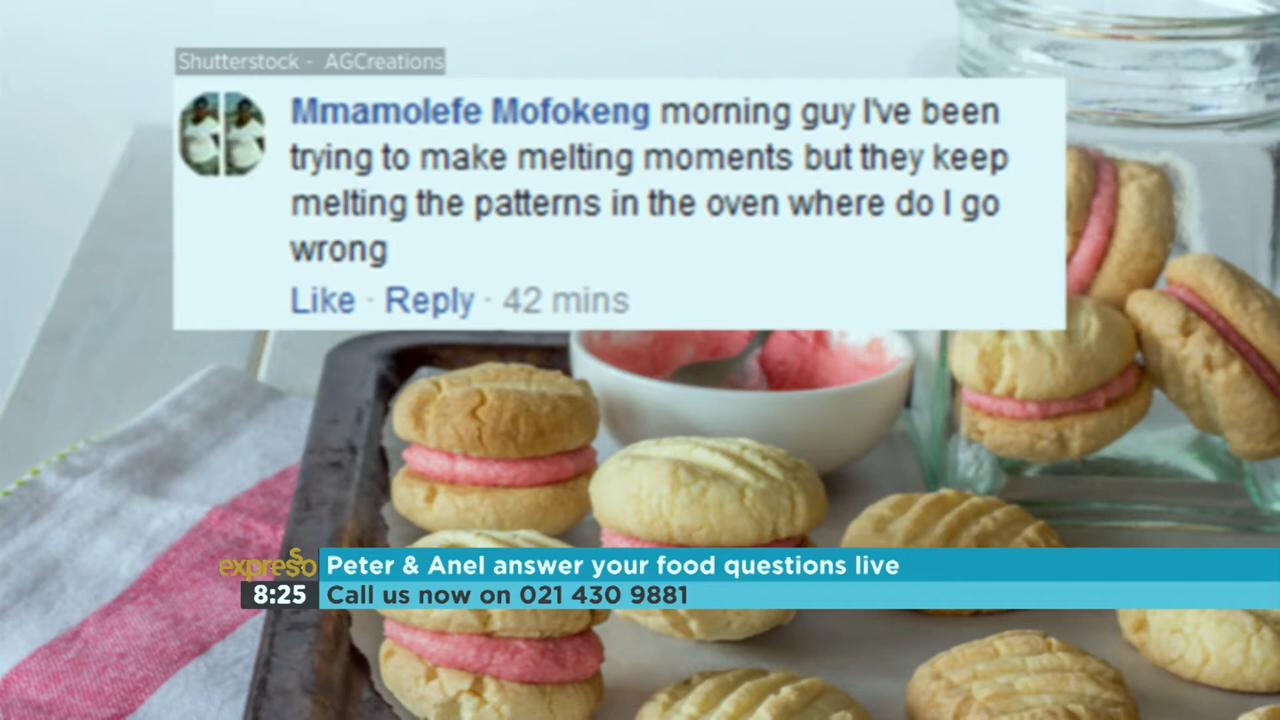 Shutterstock - AGCreations
Mmamolefe Mofokeng morning guy I've been
trying to make melting moments but they keep
melting the patterns in the oven where do I go
wrong
Like · Reply · 42 mins
expresso
Peter & Anel answer your food questions live
8:25
Call us now on 021 430 9881